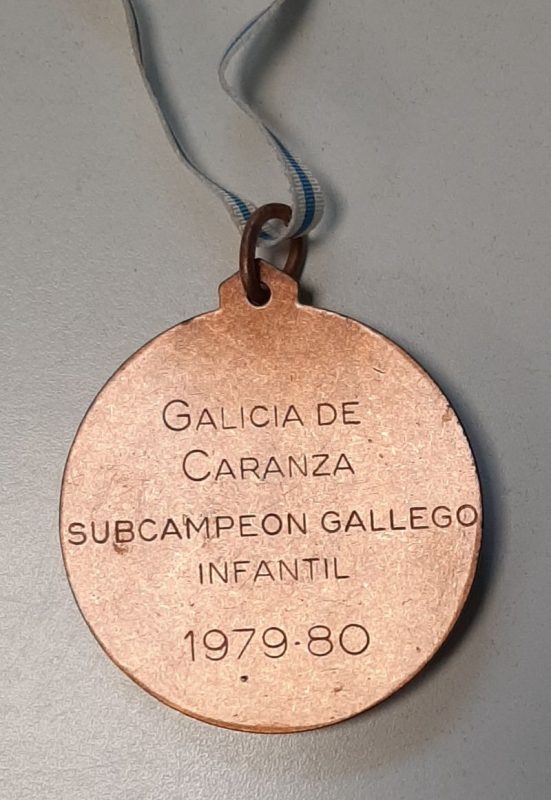 GALICIA DE
CARANZA
SUBCAMPEON GALLEGO
INFANTIL
1979-80